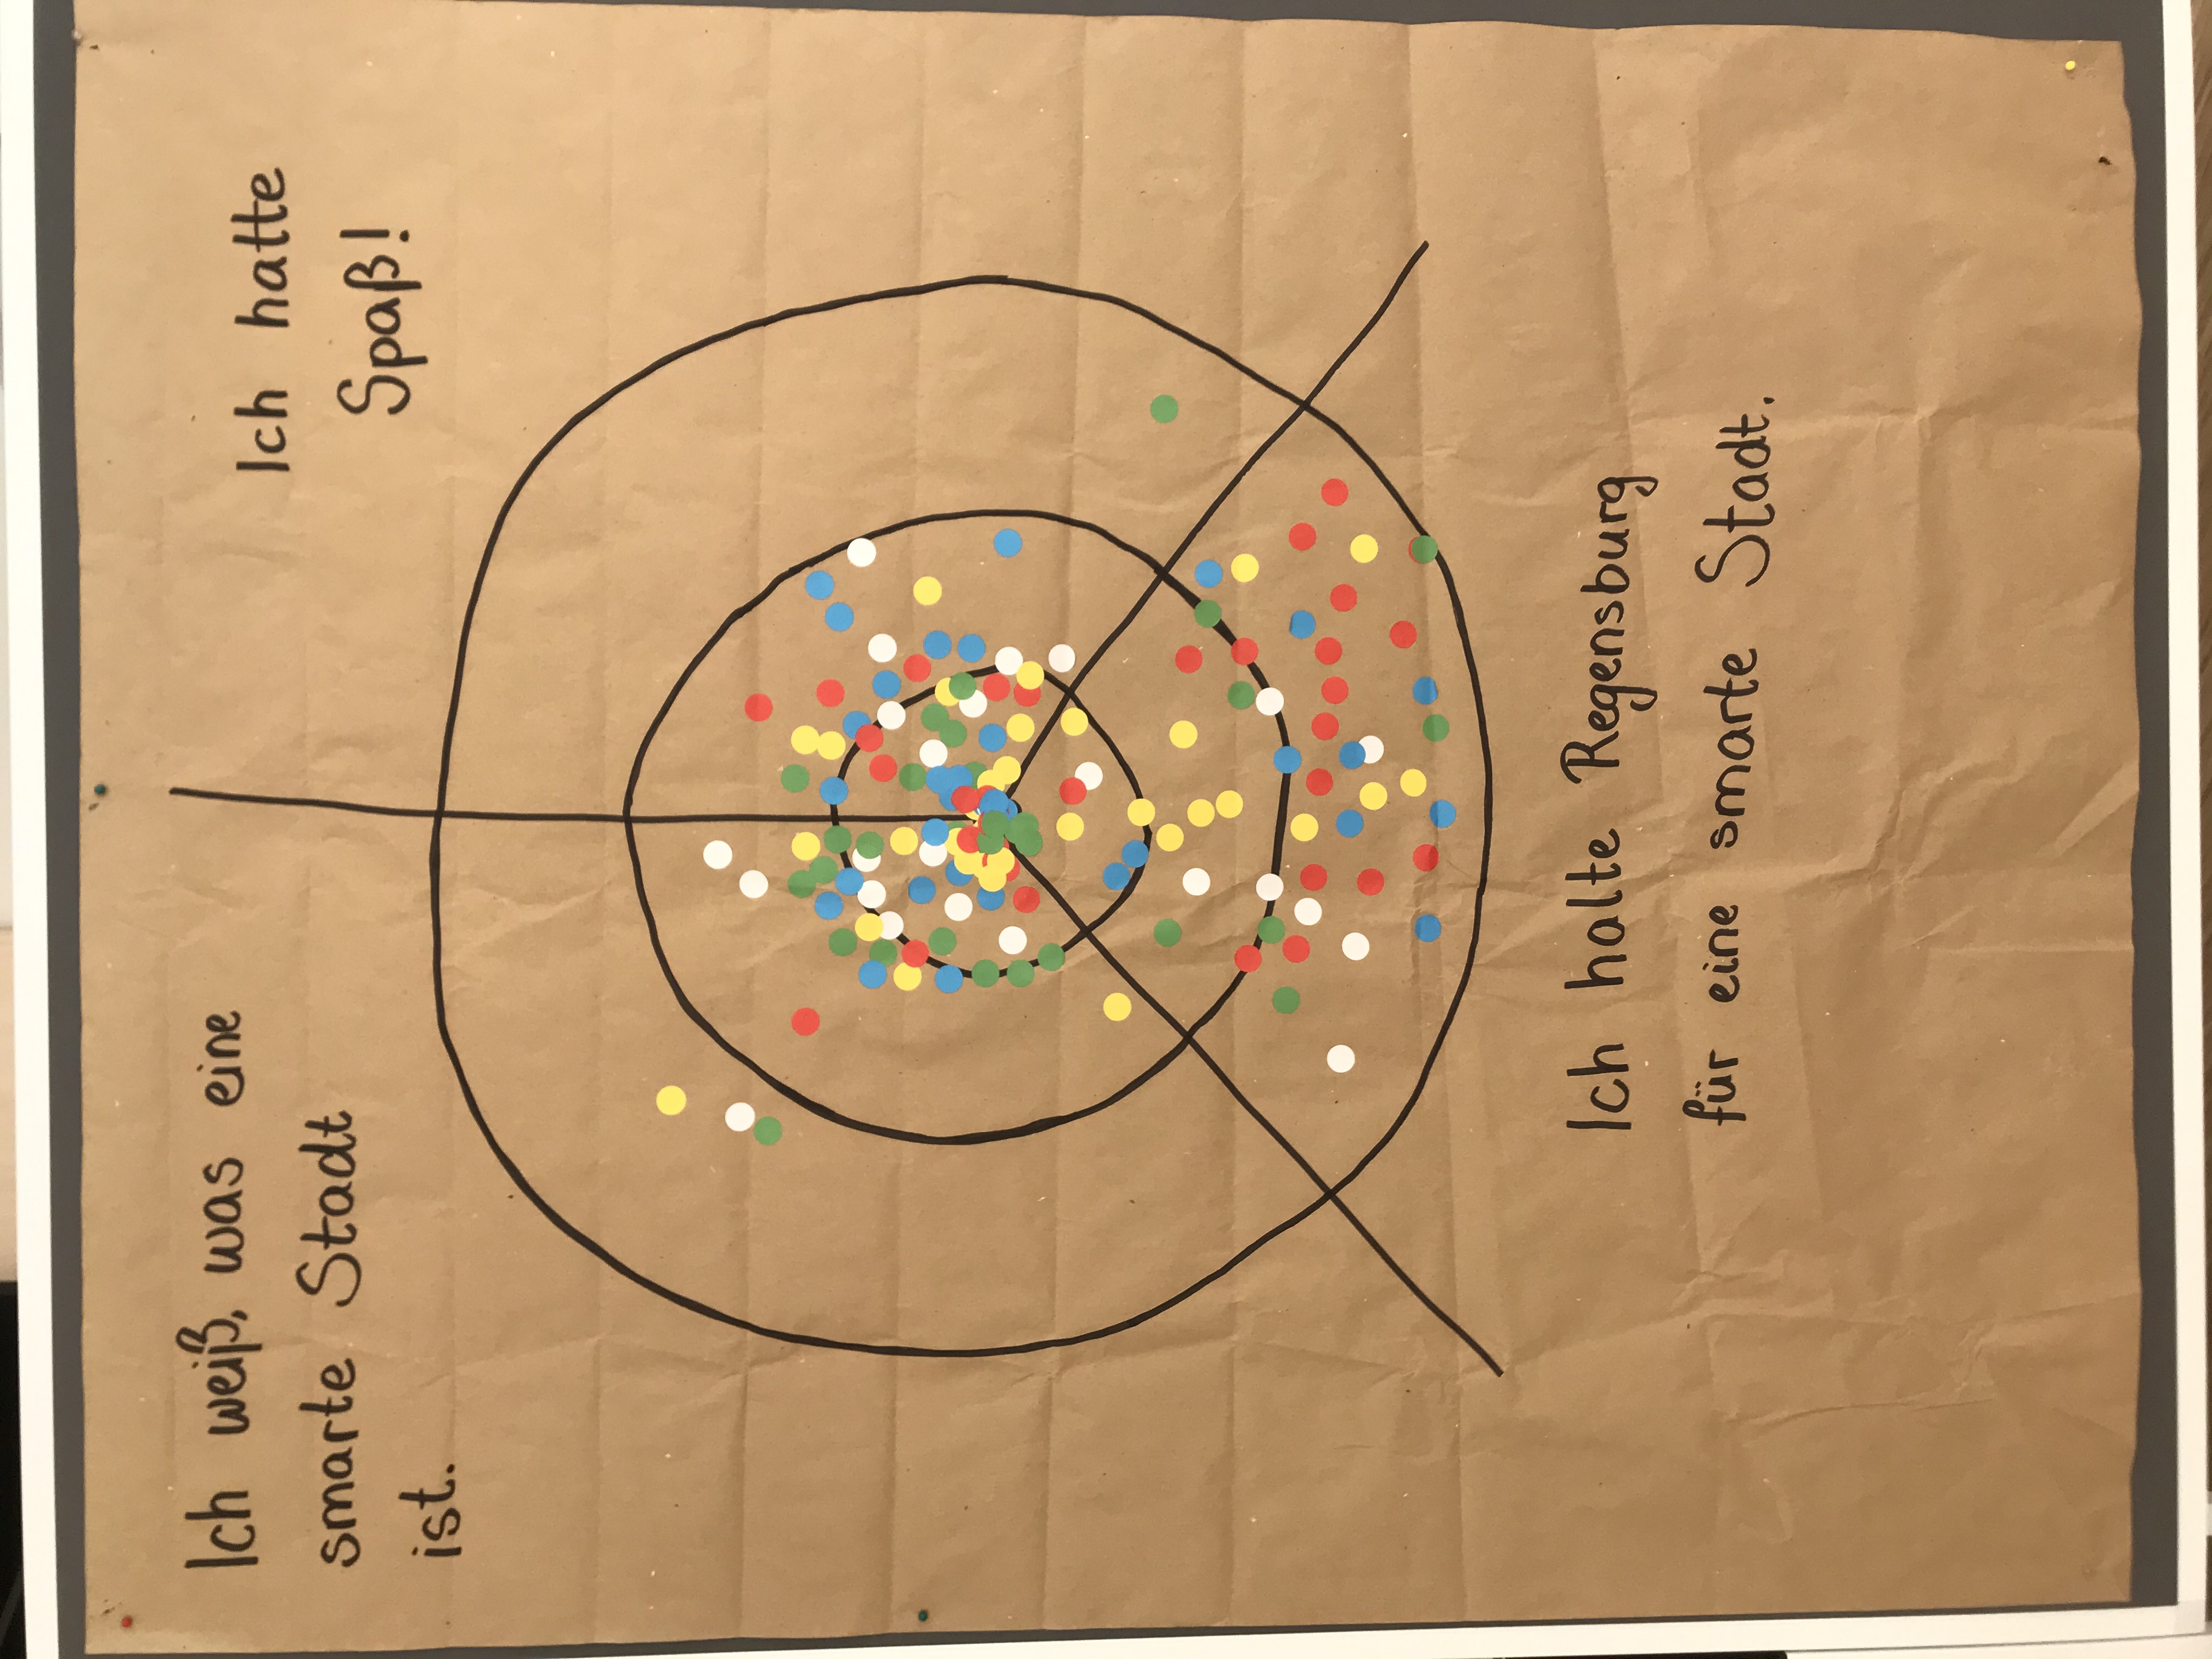 Ich weiß, was eine
smarte Stadt
ist.
Ich hatte
Spaß!
Ich halte Regensburg
für eine smarte Stadt.